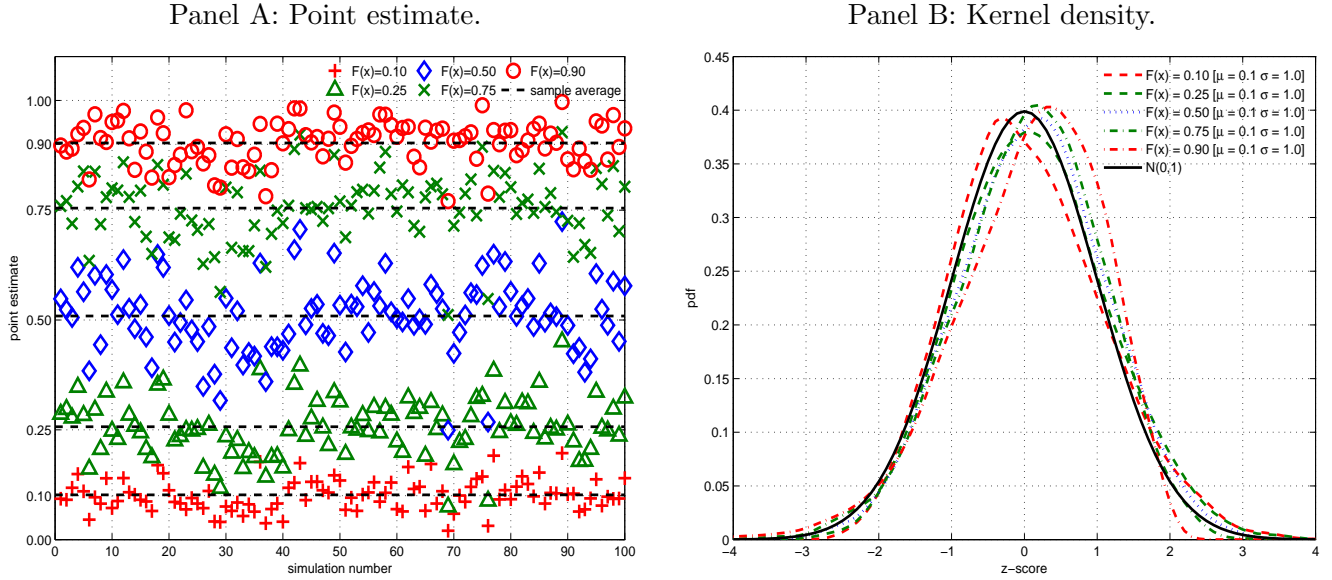 Panel A: Point estimate.
F(x)=0.10 F(x)=0.50 F(x)=0.90
F(x)=0.25 F(x)=0.75 sample average
1.00
0.90
0.75
0.50
0.25
0.10
0.00
point estimate
0 10 20 30 40 50 60 70 80 90 100
simulation number
Panel B: Kernel density.
F(x) = 0.10 [μ = 0.1 σ = 1.0]
F(x) = 0.25 [μ = 0.1 σ = 1.0]
F(x) = 0.50 [μ = 0.1 σ = 1.0]
F(x) = 0.75 [μ = 0.1 σ = 1.0]
F(x) = 0.90 [μ = 0.1 σ = 1.0]
N(0,1)
0.45
0.4
0.35
0.3
0.25
0.2
0.15
0.1
0.05
0
pdf
−4 −3 −2 −1 0 1 2 3 4
z−score